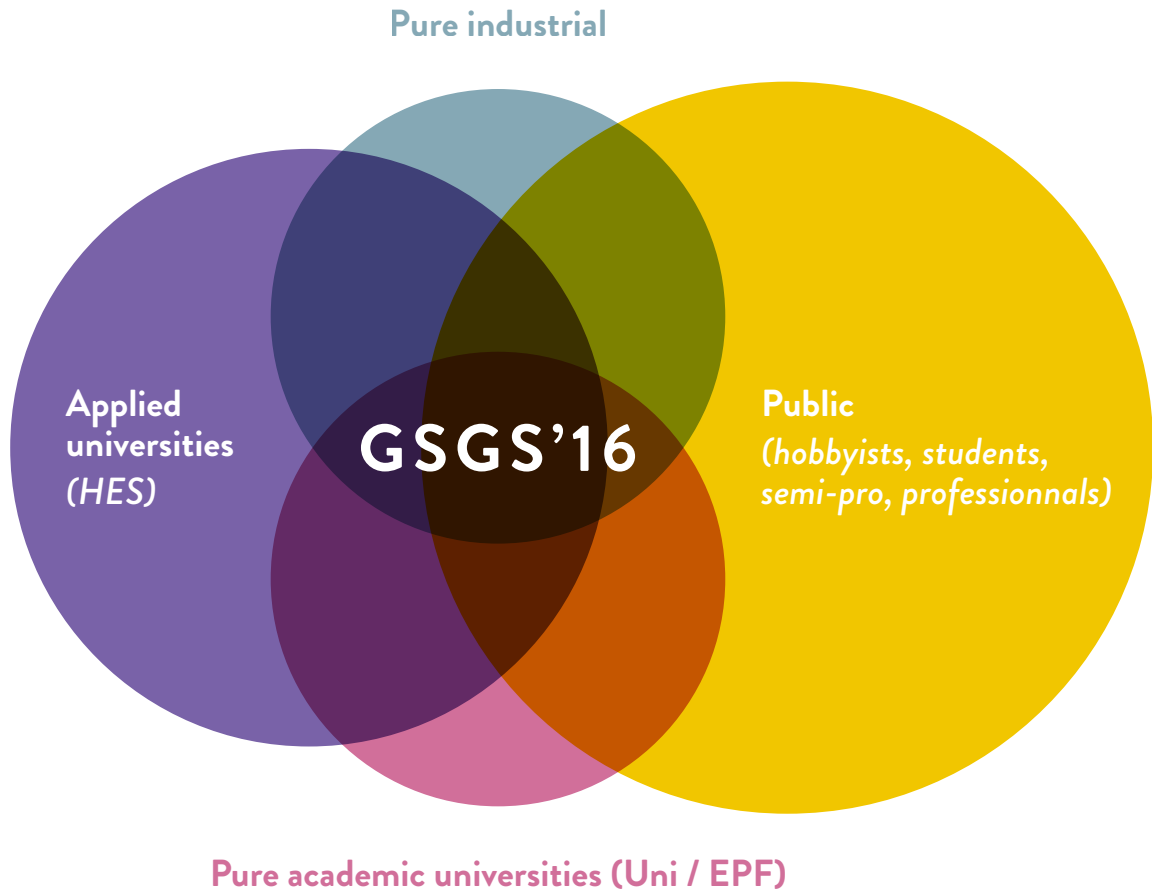 Pure industrial
Applied
universities
(HES)
GSGS’16
Public
(hobbyists, students,
semi-pro, professionnals)
Pure academic universities (Uni / EPF)